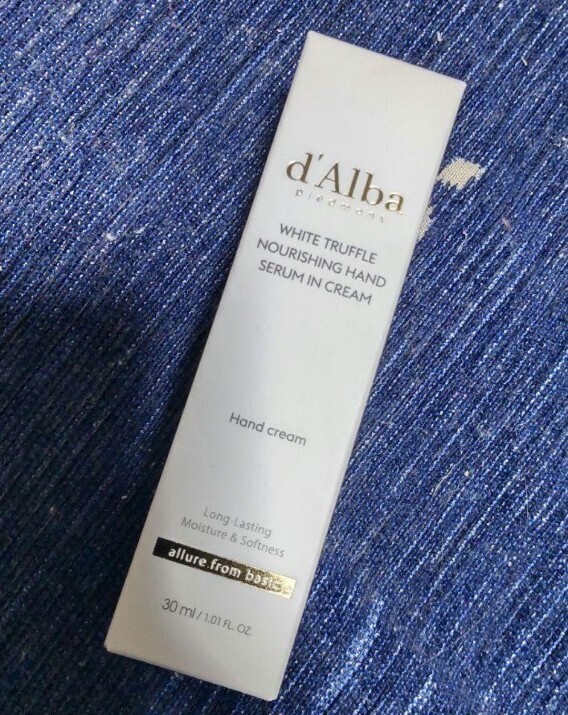 d'Alba
piedmont
WHITE TRUFFLE
NOURISHING HAND
SERUM IN CREAM
Hand cream
Long-Lasting
Moisture & Softness
allure from basic
30 ml / 1.01 FL. OZ.